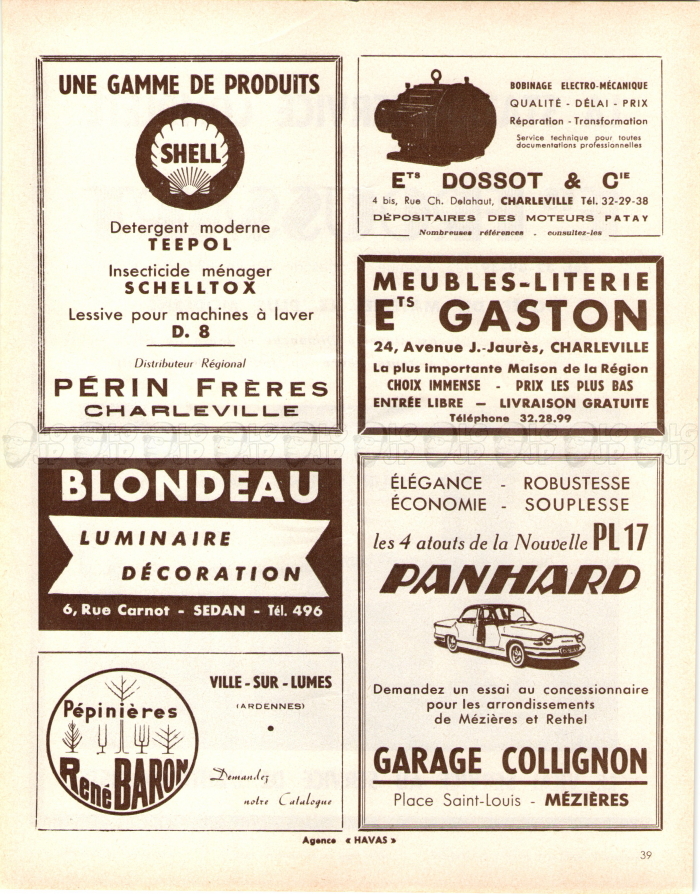 UNE GAMME DE PRODUITS
SHELL
Detergent moderne
TEEPOL
Insecticide ménager
SCHELLTOX
Lessive pour machines à laver
D. 8
Distributeur Régional
PÉRIN FRÈRES
CHARLEVILLE
BOBINAGE ELECTRO-MÉCANIQUE
QUALITÉ - DÉLAI - PRIX
Réparation - Transformation
Service technique pour toutes
documentations professionnelles
ETS DOSSOT & CIE
4 bis, Rue Ch. Delahaut, CHARLEVILLE Tél. 32-29-38
DÉPOSITAIRES DES MOTEURS PATAY
Nombreuses références - consultez-les
MEUBLES-LITERIE
ETS GASTON
24, Avenue J.-Jaurès, CHARLEVILLE
La plus importante Maison de la Région
CHOIX IMMENSE - PRIX LES PLUS BAS
ENTRÉE LIBRE — LIVRAISON GRATUITE
Téléphone 32.28.99
BLONDEAU
LUMINAIRE
DÉCORATION
6, Rue Carnot - SEDAN - Tél. 496
ÉLÉGANCE - ROBUSTESSE
ÉCONOMIE - SOUPLESSE
les 4 atouts de la Nouvelle PL 17
PANHARD
Demandez un essai au concessionnaire
pour les arrondissements
de Mézières et Rethel
GARAGE COLLIGNON
Place Saint-Louis - MÉZIÈRES
Pépinières
René BARON
VILLE-SUR-LUMES
(ARDENNES)
Demandez
notre Catalogue
Agence « HAVAS »
39